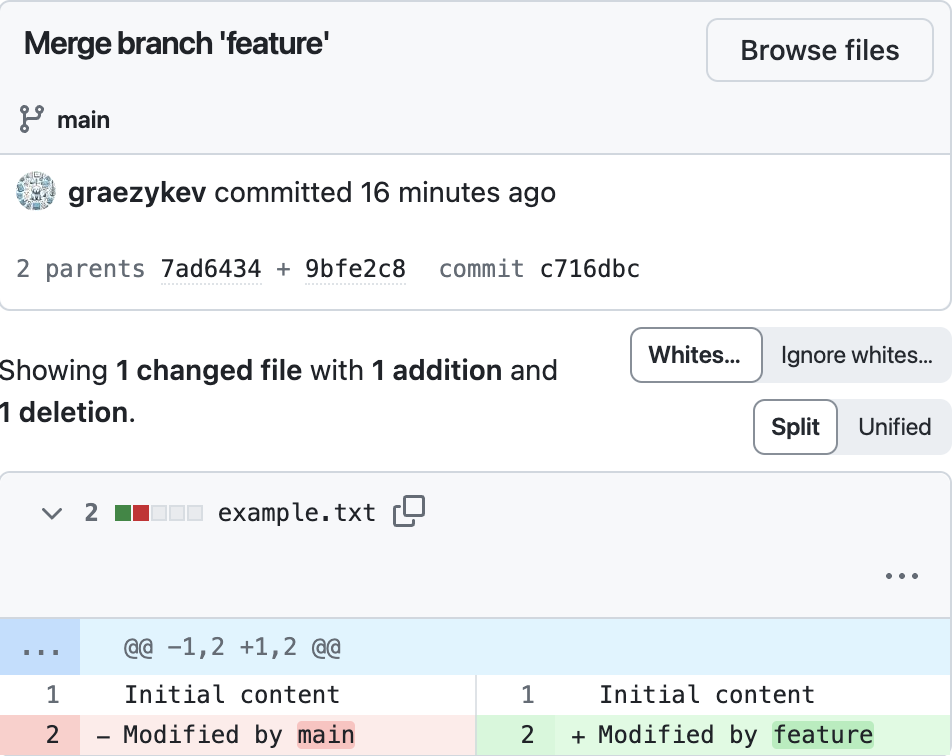 Merge branch 'feature'
Browse files
main
graezykev committed 16 minutes ago
2 parents 7ad6434 + 9bfe2c8 commit c716dbc
Showing 1 changed file with 1 addition and
1 deletion.
Whites...
Ignore whites...
Split
Unified
2 example.txt
...
... @@ -1,2 +1,2 @@
1 Initial content 1 Initial content
2 - Modified by main 2 + Modified by feature